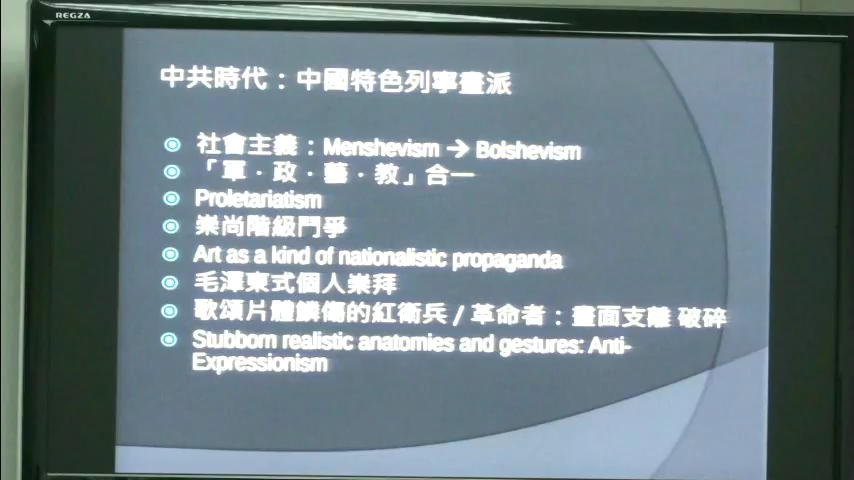 REGZA
中共時代：中國特色列寧畫派
社會主義：Menshevism → Bolshevism
「軍．政．藝．教」合一
Proletariatism
崇尚階級鬥爭
Art as a kind of nationalistic propaganda
毛澤東式個人崇拜
歌頌片體鱗傷的紅衛兵 / 革命者：畫面支離 破碎
Stubborn realistic anatomies and gestures: Anti-
Expressionism